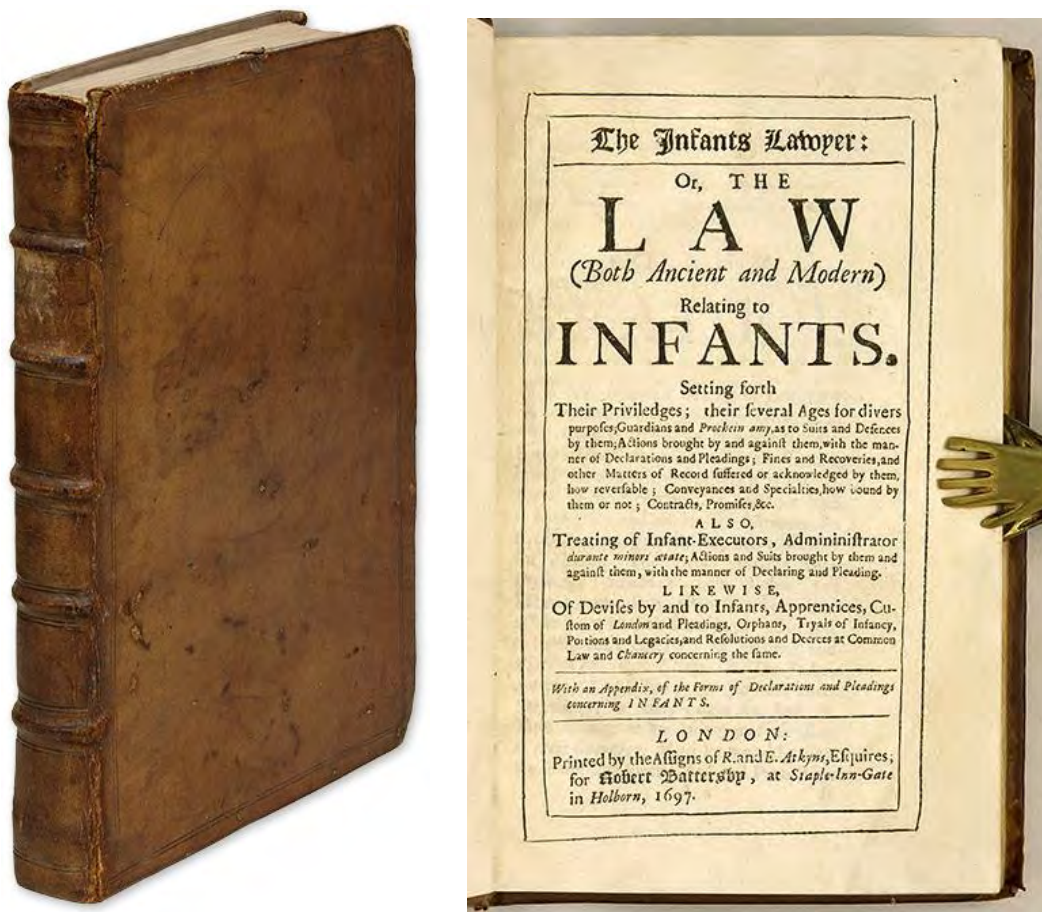 The Infants Lawyer:
Or, THE
LAW
(Both Ancient and Modern)
Relating to
INFANTS.
Setting forth
Their Priviledges; their ſeveral Ages for divers
purpoſes; Guardians and Prochein amy, as to Suits and Defences
by them; Actions brought by and againſt them, with the man-
ner of Declarations and Pleadings; Fines and Recoveries, and
other Matters of Record ſuffered or acknowledged by them,
how reverſable; Conveyances and Specialties, how bound by
them or not; Contracts, Promiſes, &c.
ALSO,
Treating of Infant-Executors, Admininiſtrator
durante minori ætate; Actions and Suits brought by them and
againſt them, with the manner of Declaring and Pleading.
LIKEWISE,
Of Deviſes by and to Infants, Apprentices, Cu-
ſtom of London and Pleadings, Orphans, Tryals of Infancy,
Portions and Legacies, and Reſolutions and Decrees at Common
Law and Chancery concerning the ſame.
With an Appendix, of the Forms of Declarations and Pleadings
concerning INFANTS.
LONDON:
Printed by the Aſſigns of R. and E. Atkyns, Eſquires;
for Robert Battersby, at Staple-Inn-Gate
in Holborn, 1697.